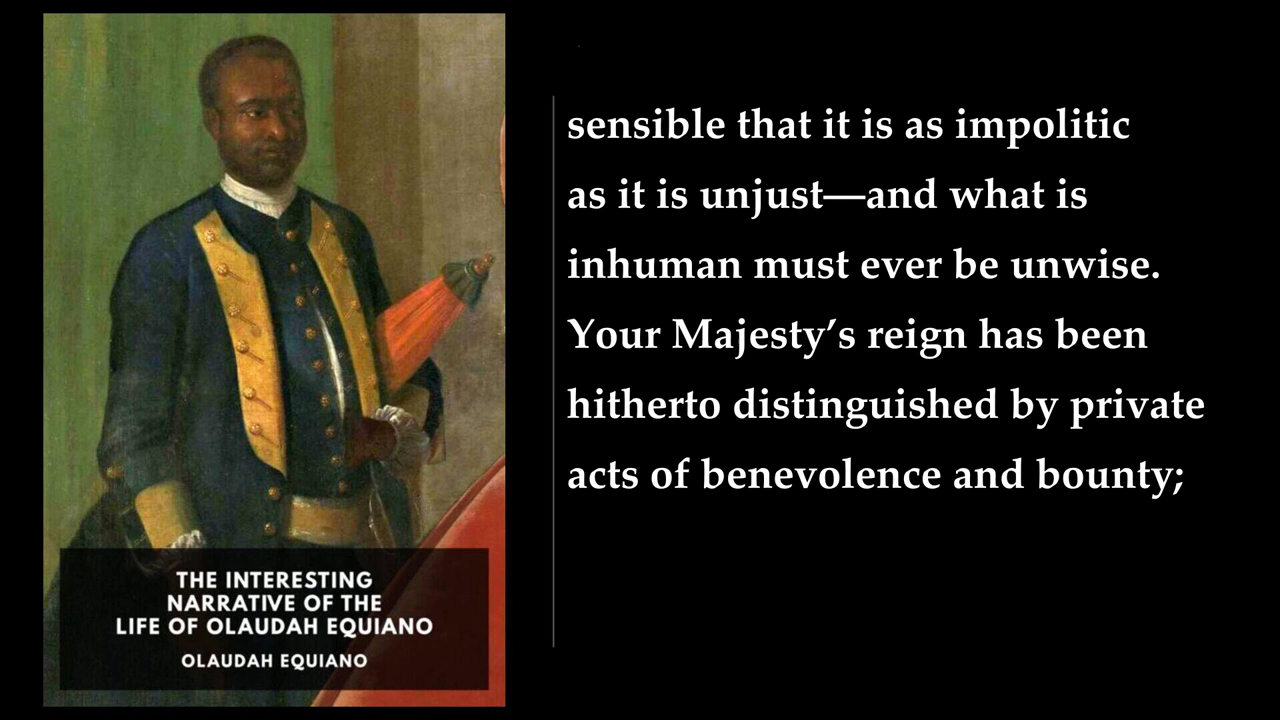 THE INTERESTING
NARRATIVE OF THE
LIFE OF OLAUDAH EQUIANO
OLAUDAH EQUIANO
sensible that it is as impolitic
as it is unjust—and what is
inhuman must ever be unwise.
Your Majesty’s reign has been
hitherto distinguished by private
acts of benevolence and bounty;